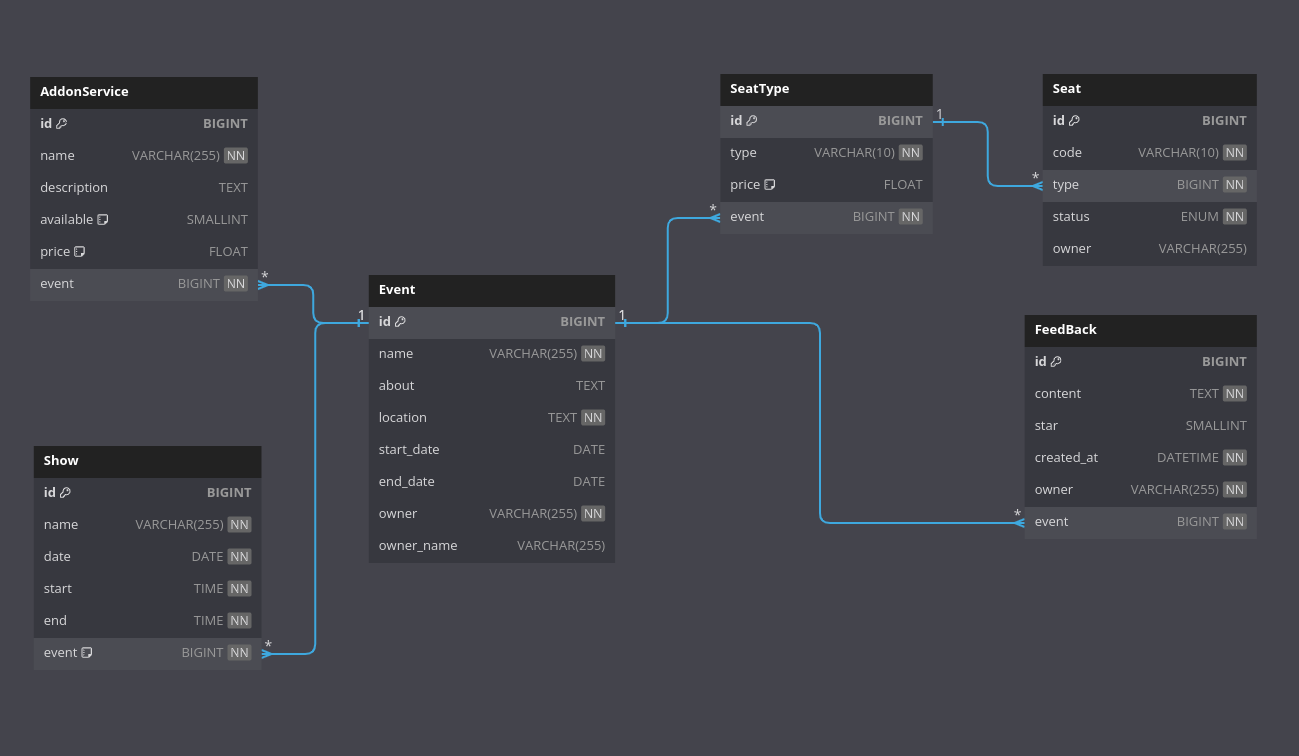 AddonService
id BIGINT
name VARCHAR(255) NN
description TEXT
available SMALLINT
price FLOAT
event BIGINT NN
*
Show
id BIGINT
name VARCHAR(255) NN
date DATE NN
start TIME NN
end TIME NN
event BIGINT NN
*
1
Event
id BIGINT
name VARCHAR(255) NN
about TEXT
location TEXT NN
start_date DATE
end_date DATE
owner VARCHAR(255) NN
owner_name VARCHAR(255)
1
SeatType
id BIGINT
type VARCHAR(10) NN
price FLOAT
event BIGINT NN
*
1
Seat
id BIGINT
code VARCHAR(10) NN
type BIGINT NN
status ENUM NN
owner VARCHAR(255)
*
FeedBack
id BIGINT
content TEXT NN
star SMALLINT
created_at DATETIME NN
owner VARCHAR(255) NN
event BIGINT NN
*